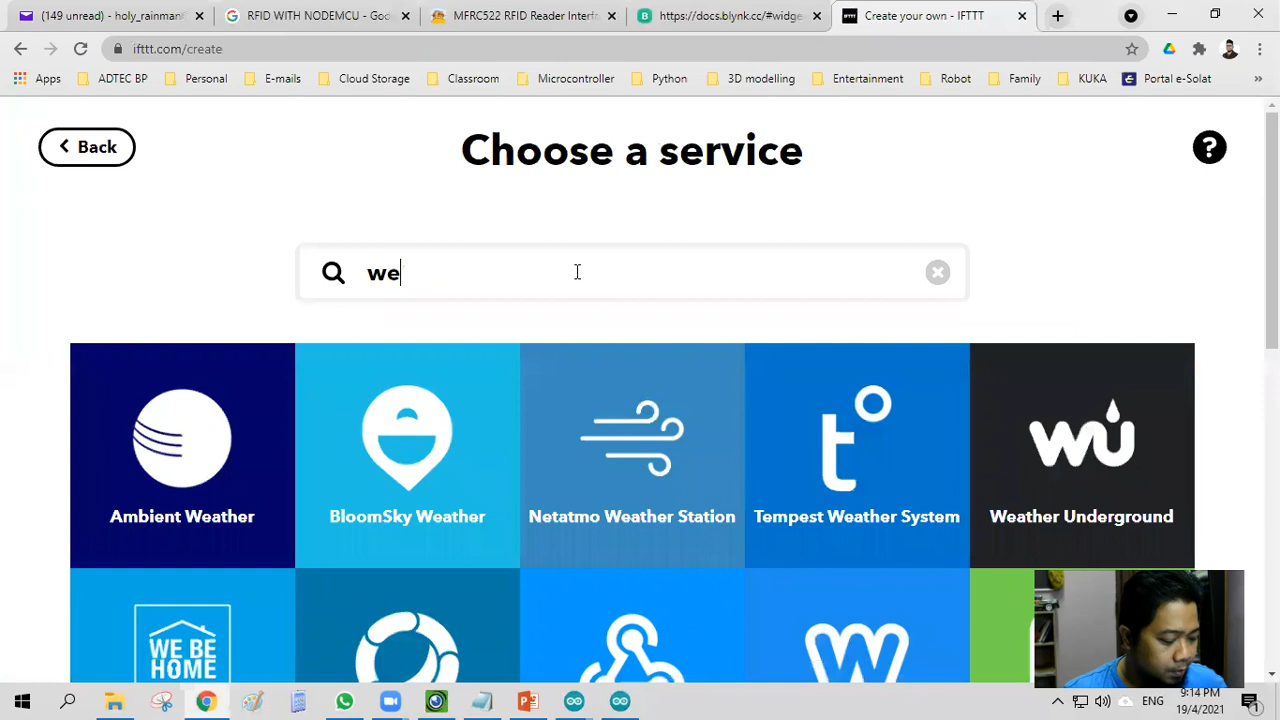 (149 unread) - holy_rainman
RFID WITH NODEMCU - Goo
MFRC522 RFID Reader Interf
https://docs.blynk.cc/#widge
IFTTT
Create your own - IFTTT
ifttt.com/create
Apps
ADTEC BP
Personal
E-mails
Cloud Storage
Classroom
Microcontroller
Python
3D modelling
Entertainment
Robot
Family
KUKA
Portal e-Solat
»
Back
Choose a service
?
we
Ambient Weather
BloomSky Weather
Netatmo Weather Station
Tempest Weather System
wu
Weather Underground
WE BE
HOME
ENG
9:14 PM
19/4/2021